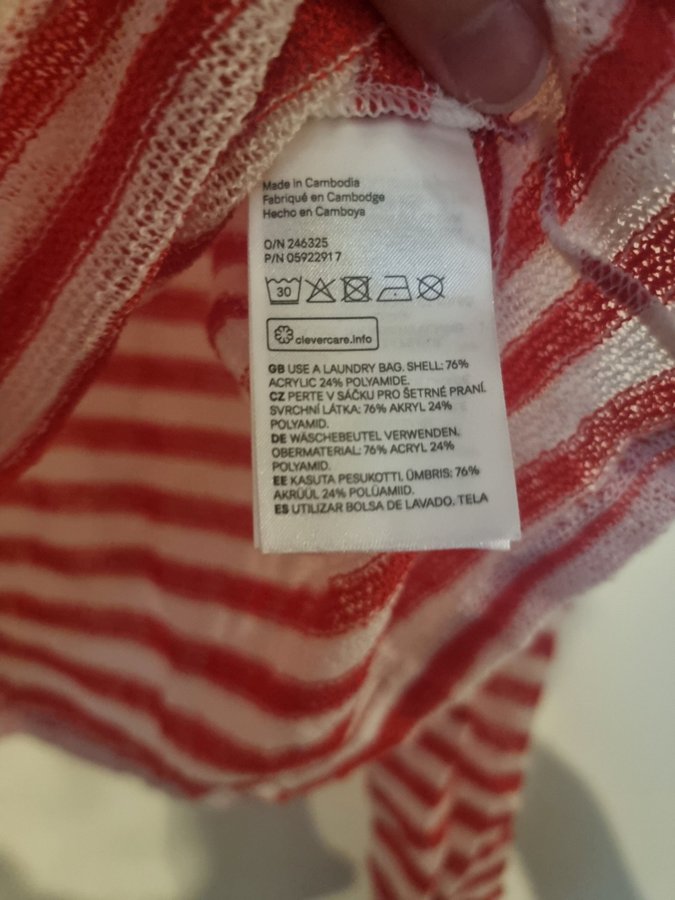 Made in Cambodia
Fabriqué en Cambodge
Hecho en Camboya
O/N 246325
P/N 05922917
30
clevercare.info
GB USE A LAUNDRY BAG. SHELL: 76%
ACRYLIC 24% POLYAMIDE.
CZ PERTE V SÁČKU PRO ŠETRNÉ PRANÍ.
SVRCHNÍ LÁTKA: 76% AKRYL 24%
POLYAMID.
DE WÄSCHEBEUTEL VERWENDEN.
OBERMATERIAL: 76% ACRYL 24%
POLYAMID.
EE KASUTA PESUKOTTI. ÜMBRIS: 76%
AKRÜÜL 24% POLÜAMIID.
ES UTILIZAR BOLSA DE LAVADO. TELA